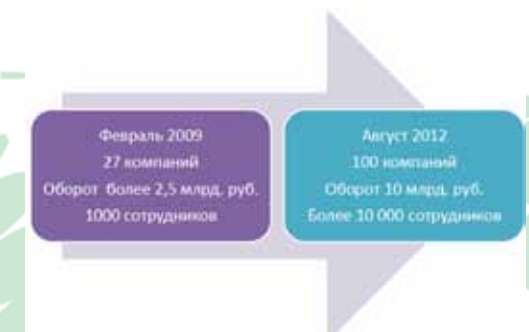 Февраль 2009
27 компаний
Оборот более 2,5 млрд. руб.
1000 сотрудников
Август 2012
100 компаний
Оборот 10 млрд. руб.
Более 10 000 сотрудников